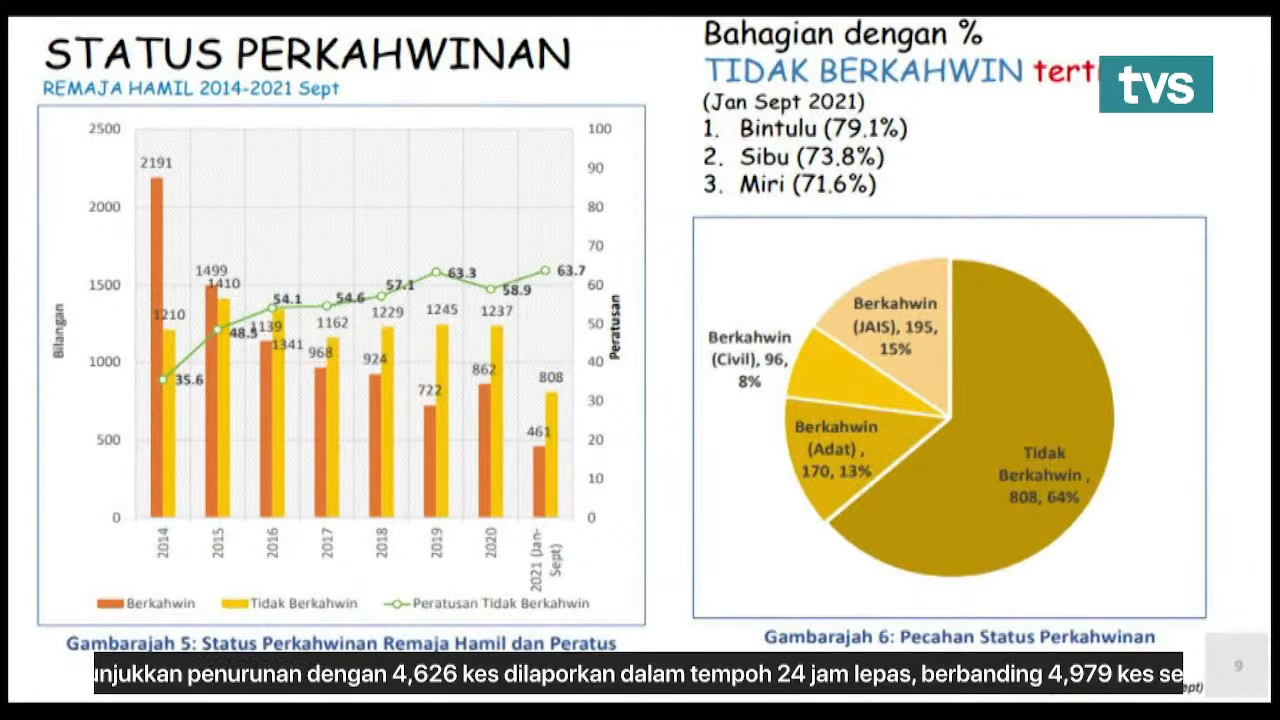 STATUS PERKAHWINAN
REMAJA HAMIL 2014-2021 Sept
2500
2000
1500
1000
500
0
Bilangan
100
90
80
70
60
50
40
30
20
10
0
Peratusan
2191
1210
35.6
1499
1410
48.5
54.1
1139
1341
54.6
1162
968
57.1
1229
924
63.3
1245
722
58.9
1237
862
63.7
808
461
2014
2015
2016
2017
2018
2019
2020
2021 (Jan-
Sept)
Berkahwin
Tidak Berkahwin
Peratusan Tidak Berkahwin
Gambarajah 5: Status Perkahwinan Remaja Hamil dan Peratus
Bahagian dengan %
TIDAK BERKAHWIN
tvs
(Jan Sept 2021)
1. Bintulu (79.1%)
2. Sibu (73.8%)
3. Miri (71.6%)
Berkahwin
(JAIS), 195,
15%
Berkahwin
(Civil), 96,
8%
Berkahwin
(Adat) ,
170, 13%
Tidak
Berkahwin ,
808, 64%
Gambarajah 6: Pecahan Status Perkahwinan
9
unjukkan penurunan dengan 4,626 kes dilaporkan dalam tempoh 24 jam lepas, berbanding 4,979 kes se